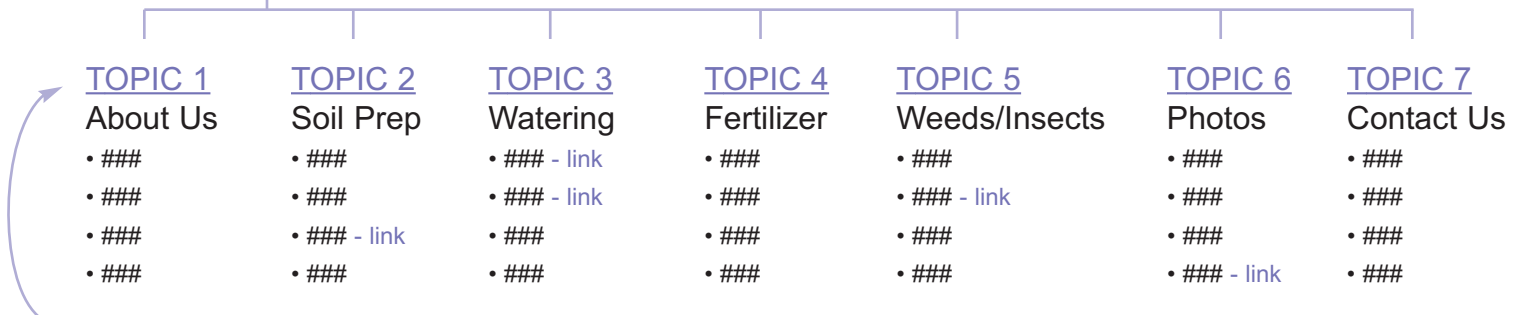 TOPIC 1
About Us
• ###
• ###
• ###
• ###
TOPIC 2
Soil Prep
• ###
• ###
• ### - link
• ###
TOPIC 3
Watering
• ### - link
• ### - link
• ###
• ###
TOPIC 4
Fertilizer
• ###
• ###
• ###
• ###
TOPIC 5
Weeds/Insects
• ###
• ### - link
• ###
• ###
TOPIC 6
Photos
• ###
• ###
• ###
• ### - link
TOPIC 7
Contact Us
• ###
• ###
• ###
• ###